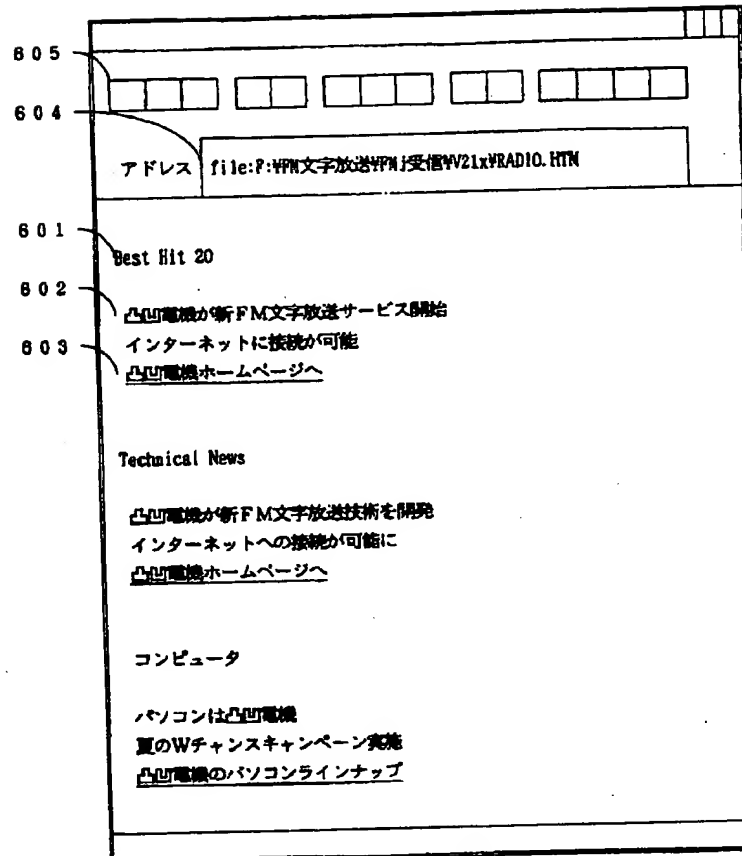 605
604
アドレス file:F:¥FM文字放送¥FMj受信¥V21x¥RADIO.HTM
601
Best Hit 20
602
凸凹電機が新FM文字放送サービス開始
インターネットに接続が可能
603
凸凹電機ホームページへ
Technical News
凸凹電機が新FM文字放送技術を開発
インターネットへの接続が可能に
凸凹電機ホームページへ
コンピュータ
パソコンは凸凹電機
夏のWチャンスキャンペーン実施
凸凹電機のパソコンラインナップ